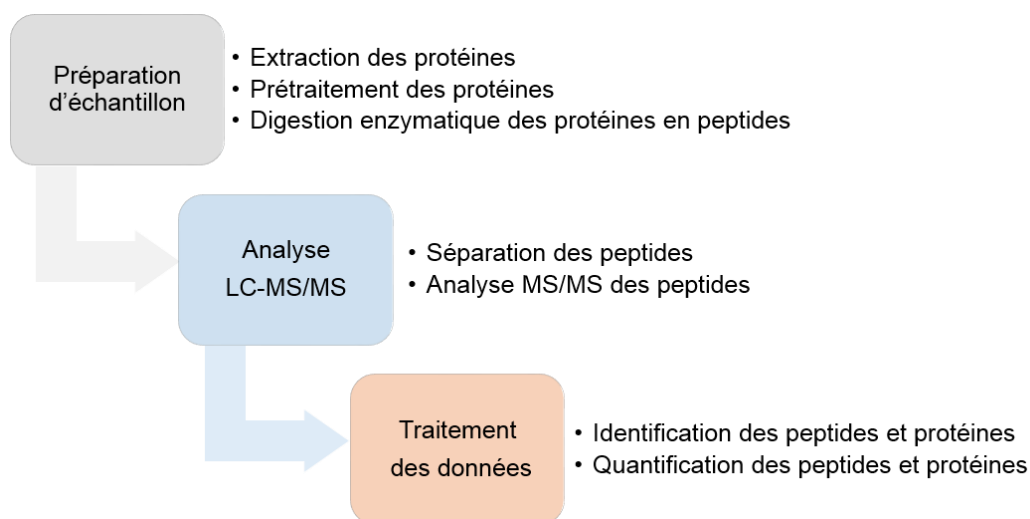 Préparation
d’échantillon
• Extraction des protéines
• Prétraitement des protéines
• Digestion enzymatique des protéines en peptides
Analyse
LC-MS/MS
• Séparation des peptides
• Analyse MS/MS des peptides
Traitement
des données
• Identification des peptides et protéines
• Quantification des peptides et protéines